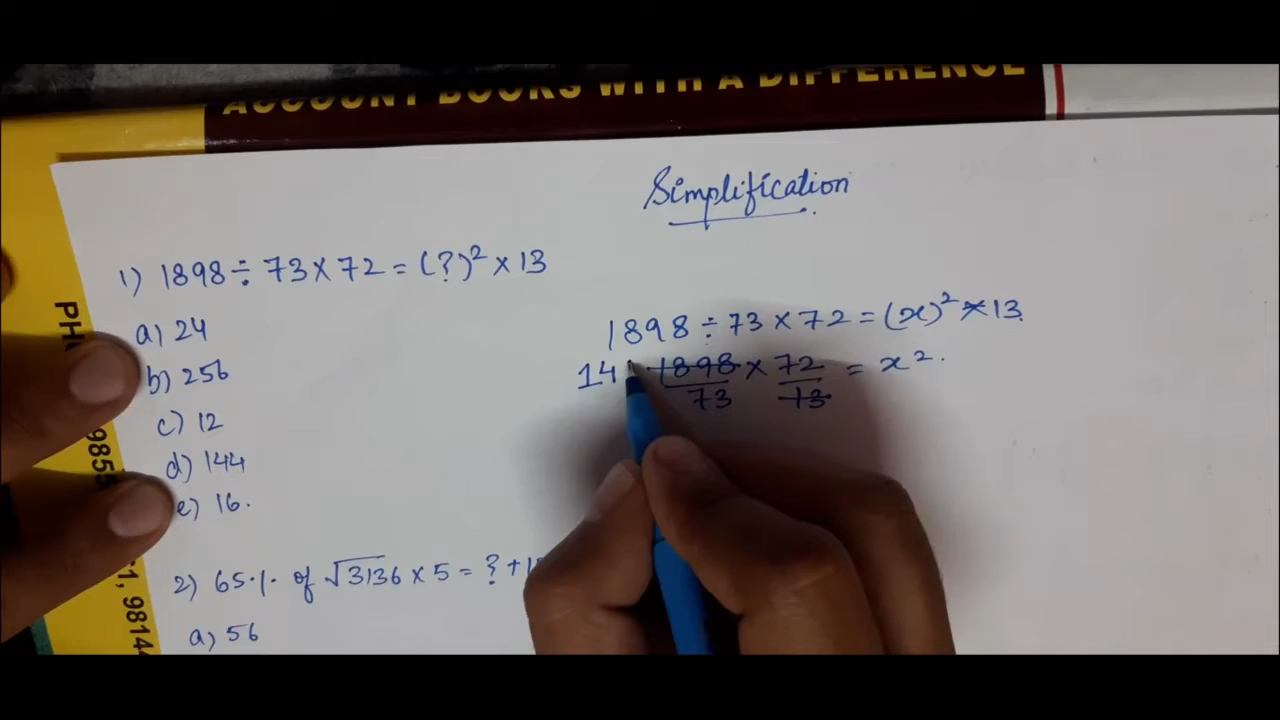 ACCOUNT BOOKS WITH A DIFFERENCE
Simplification
1) 1898 ÷ 73 × 72 = (?)² × 13
a) 24
b) 256
c) 12
d) 144
e) 16.
1898 ÷ 73 × 72 = (x)² × 13
14 1898/73 × 72/13 = x².
2) 65.1. of √3136 × 5 = ? +
a) 56